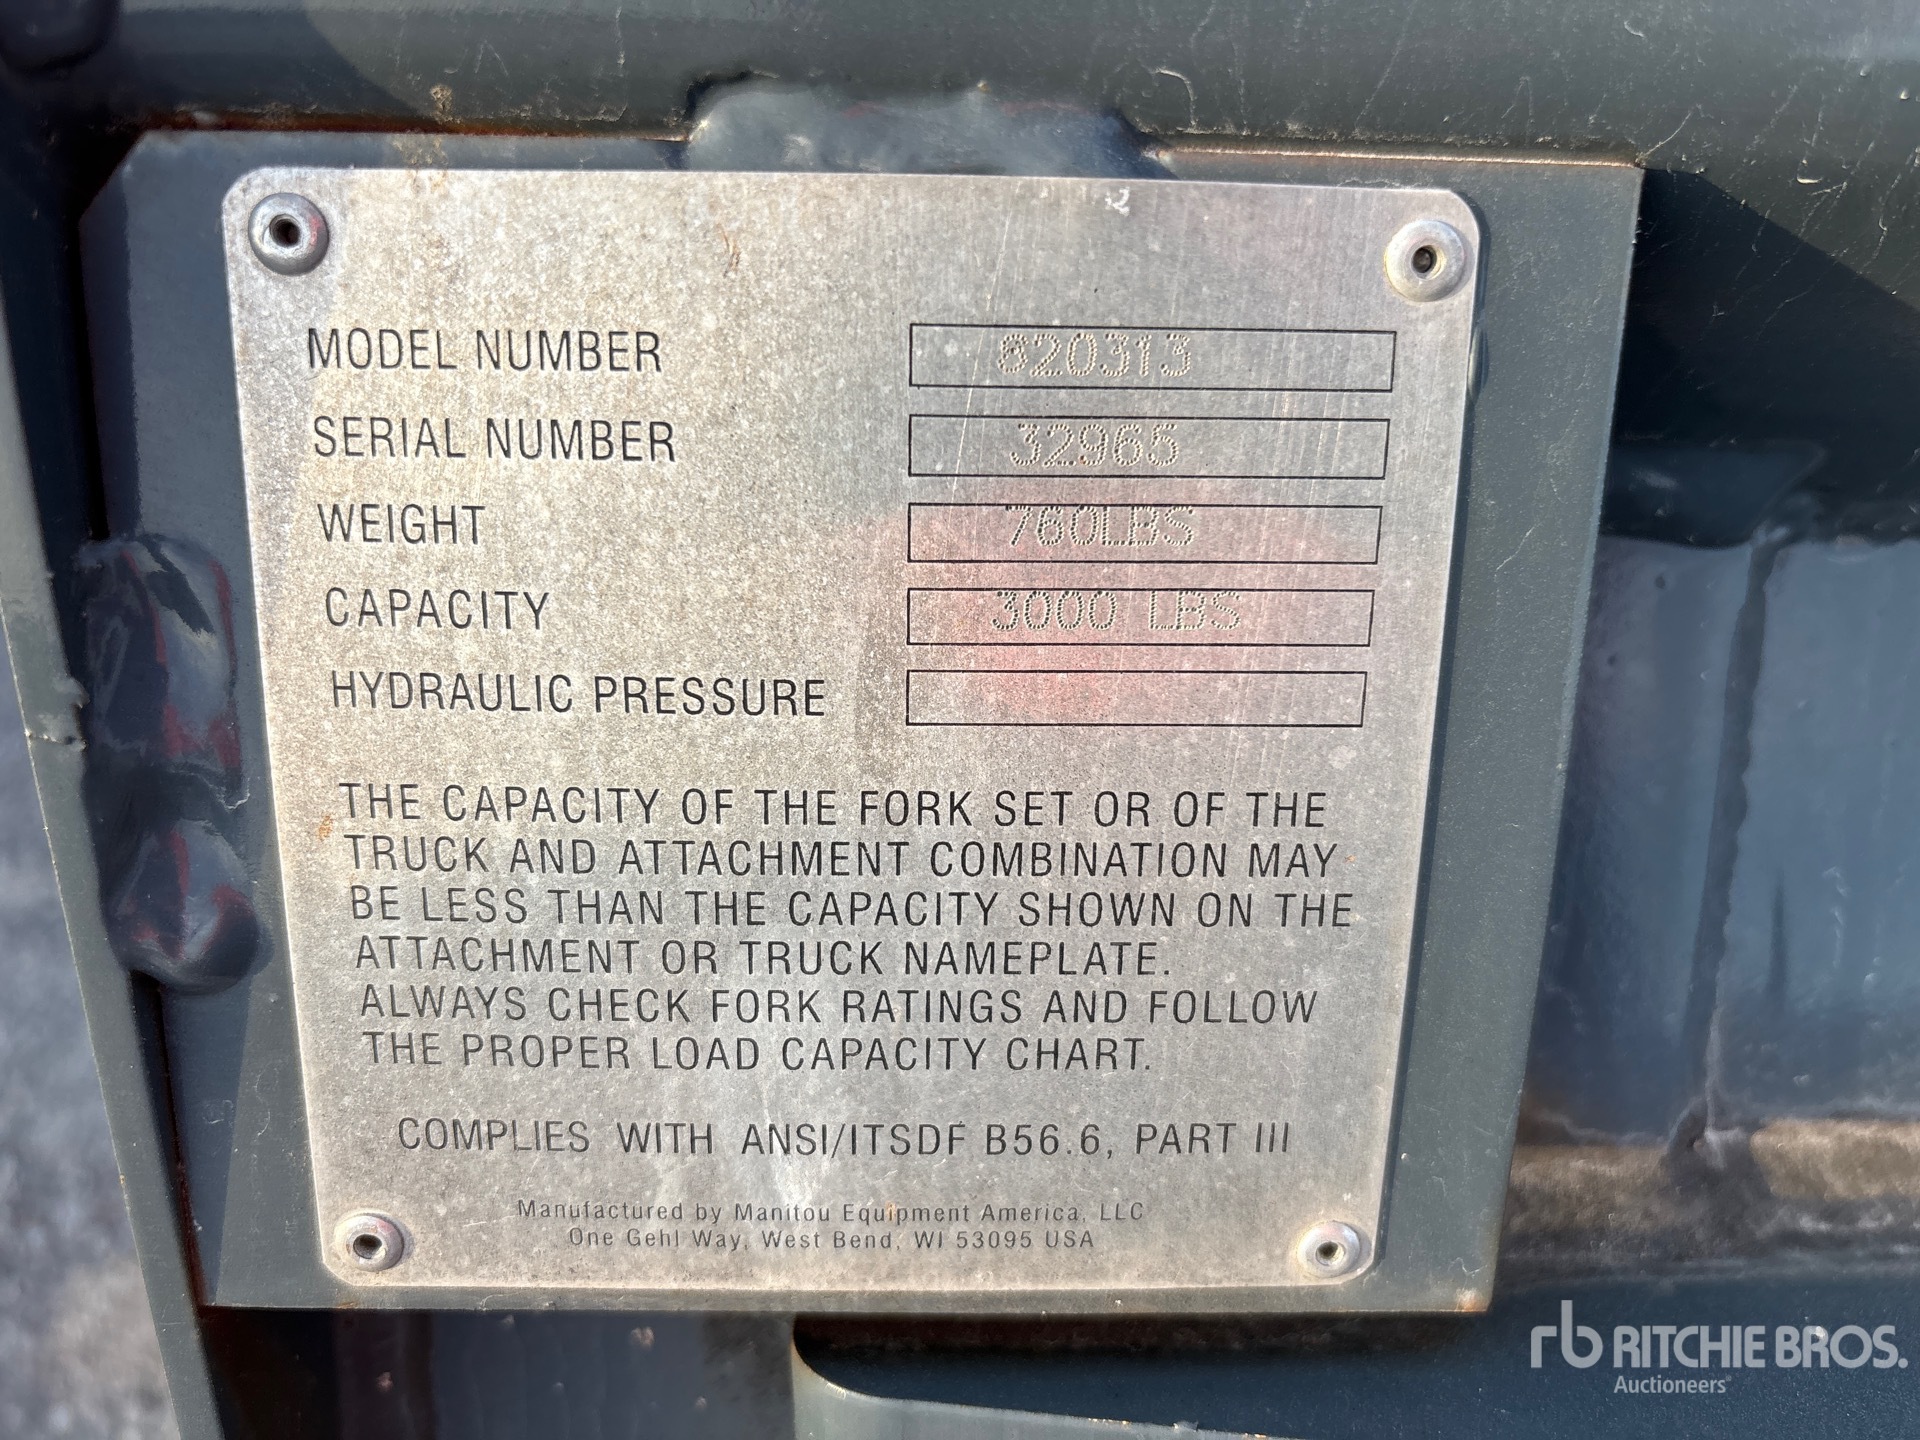 MODEL NUMBER 820313
SERIAL NUMBER 32965
WEIGHT 760LBS
CAPACITY 3000 LBS
HYDRAULIC PRESSURE
THE CAPACITY OF THE FORK SET OR OF THE
TRUCK AND ATTACHMENT COMBINATION MAY
BE LESS THAN THE CAPACITY SHOWN ON THE
ATTACHMENT OR TRUCK NAMEPLATE.
ALWAYS CHECK FORK RATINGS AND FOLLOW
THE PROPER LOAD CAPACITY CHART.
COMPLIES WITH ANSI/ITSDF B56.6, PART III
Manufactured by Manitou Equipment America, LLC
One Gehl Way, West Bend, WI 53095 USA
rb RITCHIE BROS.
Auctioneers